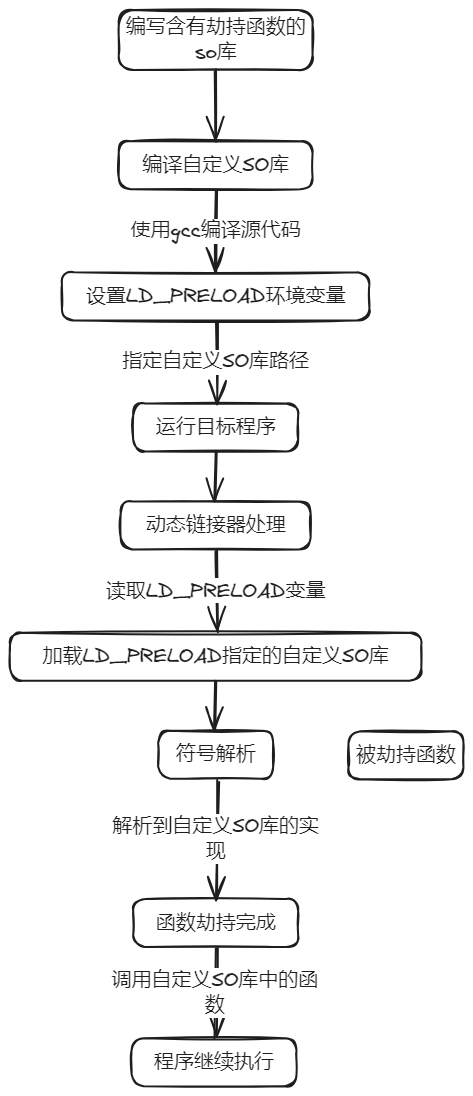 编写含有劫持函数的
so库
编译自定义SO库
使用gcc编译源代码
设置LD_PRELOAD环境变量
指定自定义SO库路径
运行目标程序
动态链接器处理
读取LD_PRELOAD变量
加载LD_PRELOAD指定的自定义SO库
符号解析
被劫持函数
解析到自定义SO库的实
现
函数劫持完成
调用自定义SO库中的函
数
程序继续执行